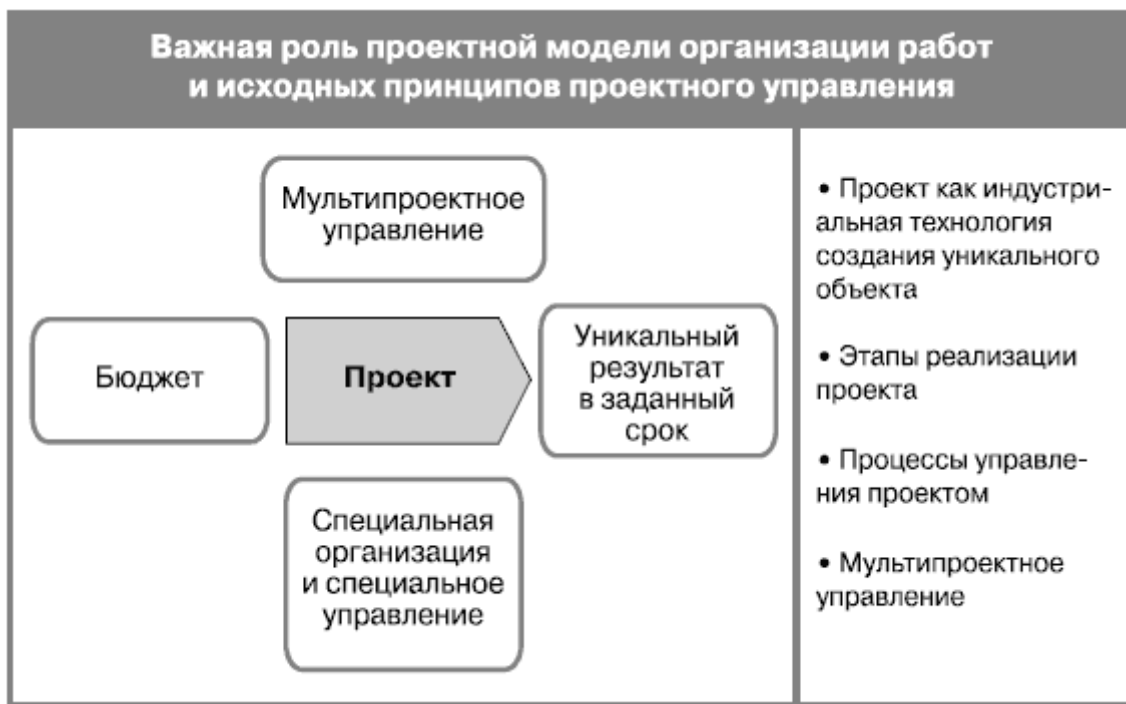 Важная роль проектной модели организации работ
и исходных принципов проектного управления
Мультипроектное
управление
Бюджет
Проект
Уникальный
результат
в заданный
срок
Специальная
организация
и специальное
управление
• Проект как индустри-
альная технология
создания уникального
объекта
• Этапы реализации
проекта
• Процессы управле-
ния проектом
• Мультипроектное
управление